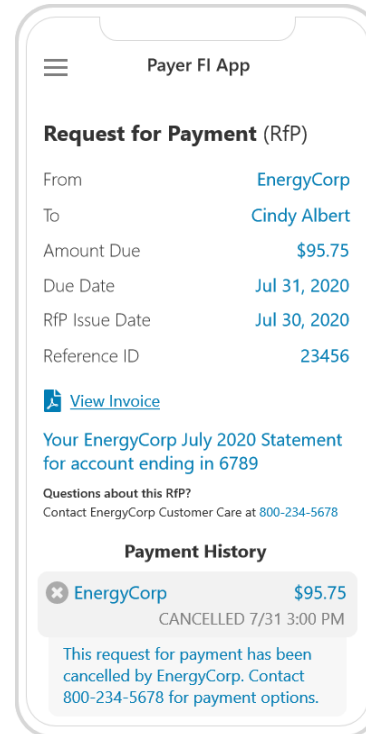 Payer FI App
Request for Payment (RfP)
From EnergyCorp
To Cindy Albert
Amount Due $95.75
Due Date Jul 31, 2020
RfP Issue Date Jul 30, 2020
Reference ID 23456
View Invoice
Your EnergyCorp July 2020 Statement
for account ending in 6789
Questions about this RfP?
Contact EnergyCorp Customer Care at 800-234-5678
Payment History
EnergyCorp $95.75
CANCELLED 7/31 3:00 PM
This request for payment has been
cancelled by EnergyCorp. Contact
800-234-5678 for payment options.